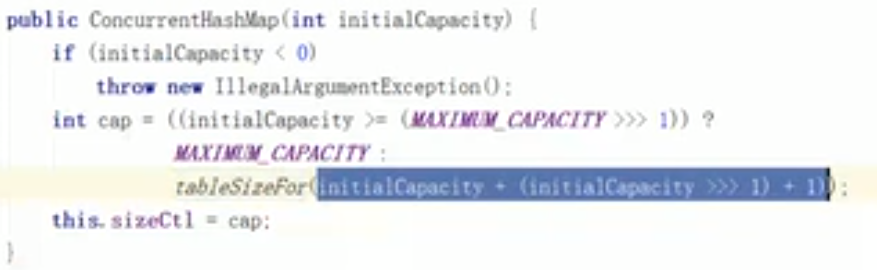 public ConcurrentHashMap(int initialCapacity) {
if (initialCapacity < 0)
throw new IllegalArgumentException();
int cap = ((initialCapacity >= (MAXIMUM_CAPACITY >>> 1)) ?
MAXIMUM_CAPACITY :
tableSizeFor(initialCapacity + (initialCapacity >>> 1) + 1));
this.sizeCtl = cap;
}